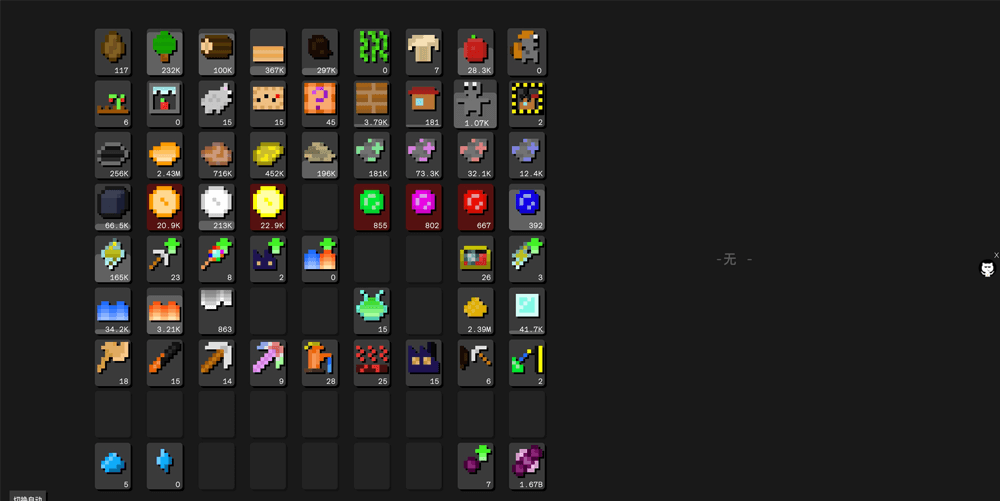 117 232K 100K 367K 297K 0 7 28.3K 0
6 0 15 15 45 3.79K 181 1.07K 2
256K 2.43M 716K 452K 196K 181K 73.3K 32.1K 12.4K
66.5K 20.9K 213K 22.9K 855 802 667 392
X
165K 23 8 2 0 26 3
-无 -
34.2K 3.21K 863 15 2.39M 41.7K
18 15 14 9 28 25 15 6 2
5 0 7 1.678
切换自动